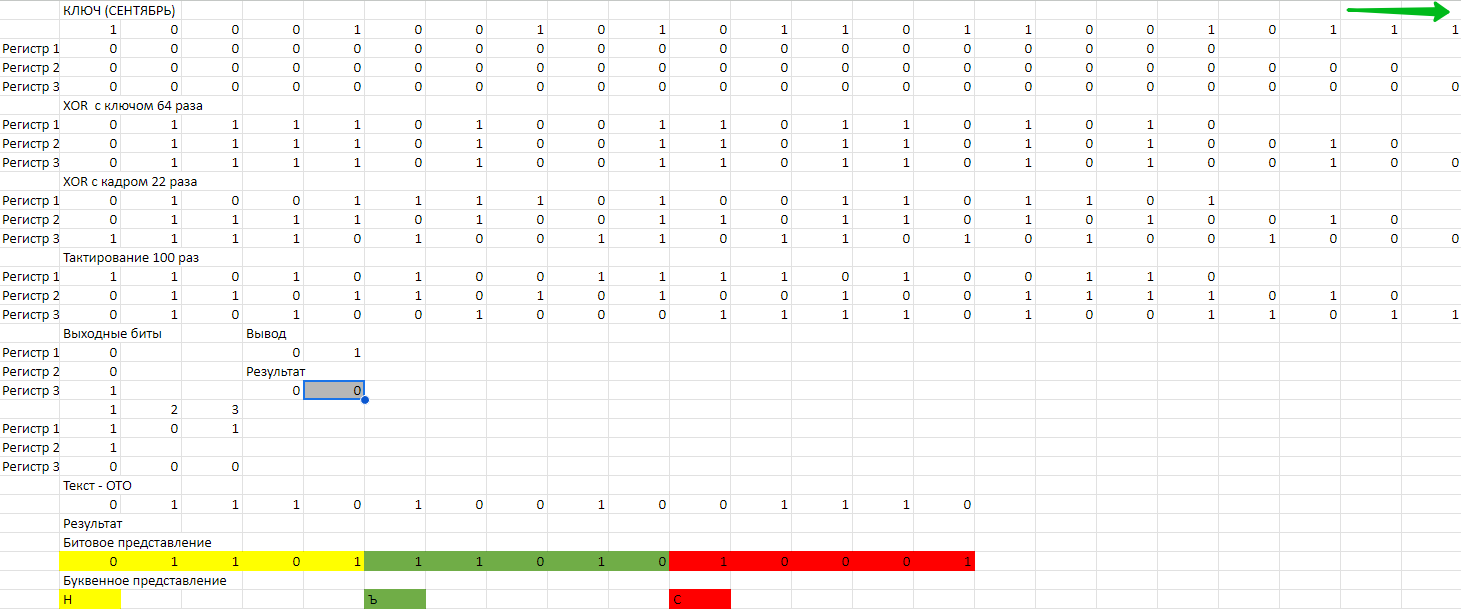 КЛЮЧ (СЕНТЯБРЬ)
1 0 0 0 1 0 0 1 0 1 0 1 1 0 1 1 0 0 1 0 1 1 1
Регистр 1 0 0 0 0 0 0 0 0 0 0 0 0 0 0 0 0 0 0 0
Регистр 2 0 0 0 0 0 0 0 0 0 0 0 0 0 0 0 0 0 0 0 0 0 0
Регистр 3 0 0 0 0 0 0 0 0 0 0 0 0 0 0 0 0 0 0 0 0 0 0 0
XOR с ключом 64 раза
Регистр 1 0 1 1 1 1 0 1 0 0 1 1 0 1 1 0 1 0 1 0
Регистр 2 0 1 1 1 1 0 1 0 0 1 1 0 1 1 0 1 0 1 0 0 1 0
Регистр 3 0 1 1 1 1 0 1 0 0 1 1 0 1 1 0 1 0 1 0 0 1 0 0
XOR с кадром 22 раза
Регистр 1 0 1 0 0 1 1 1 1 0 1 0 0 1 1 0 1 1 0 1
Регистр 2 0 1 1 1 1 0 1 0 0 1 1 0 1 1 0 1 0 1 0 0 1 0
Регистр 3 1 1 1 1 0 1 0 0 1 1 0 1 1 0 1 0 1 0 0 1 0 0 0
Тактирование 100 раз
Регистр 1 1 1 0 1 0 1 0 0 1 1 1 1 0 1 0 0 1 1 0
Регистр 2 0 1 1 0 1 1 0 1 0 1 0 0 1 0 0 1 1 1 1 0 1 0
Регистр 3 0 1 0 1 0 0 1 0 0 0 1 1 1 1 0 1 0 0 1 1 0 1 1
Выходные биты Вывод
Регистр 1 0 0 1
Регистр 2 0 Результат
Регистр 3 1 0 0
1 2 3
Регистр 1 1 0 1
Регистр 2 1
Регистр 3 0 0 0
Текст - ОТО
0 1 1 1 0 1 0 0 1 0 0 1 1 1 0
Результат
Битовое представление
0 1 1 0 1 1 1 0 1 0 1 0 0 0 1
Буквенное представление
Н Ъ С